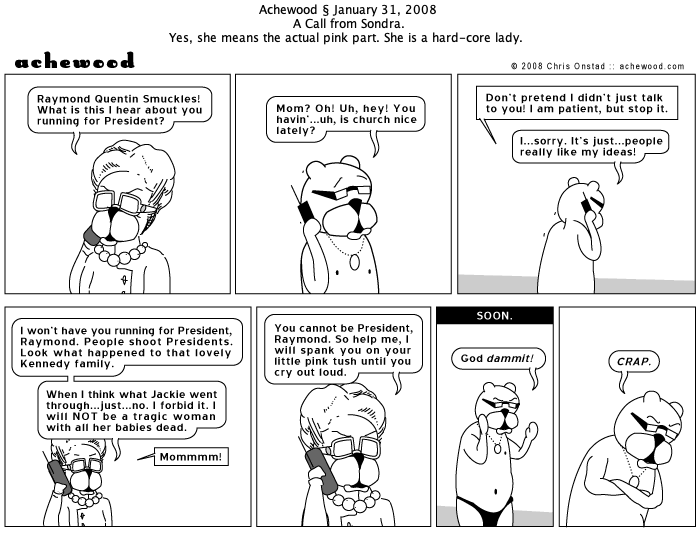 Achewood § January 31, 2008
A Call from Sondra.
Yes, she means the actual pink part. She is a hard-core lady.
achewood
© 2008 Chris Onstad :: achewood.com
Raymond Quentin Smuckles!
What is this I hear about you
running for President?
Mom? Oh! Uh, hey! You
havin'...uh, is church nice
lately?
Don't pretend I didn't just talk
to you! I am patient, but stop it.
I...sorry. It's just...people
really like my ideas!
I won't have you running for President,
Raymond. People shoot Presidents.
Look what happened to that lovely
Kennedy family.
When I think what Jackie went
through...just...no. I forbid it. I
will NOT be a tragic woman
with all her babies dead.
Mommmm!
You cannot be President,
Raymond. So help me, I
will spank you on your
little pink tush until you
cry out loud.
SOON.
God dammit!
CRAP.